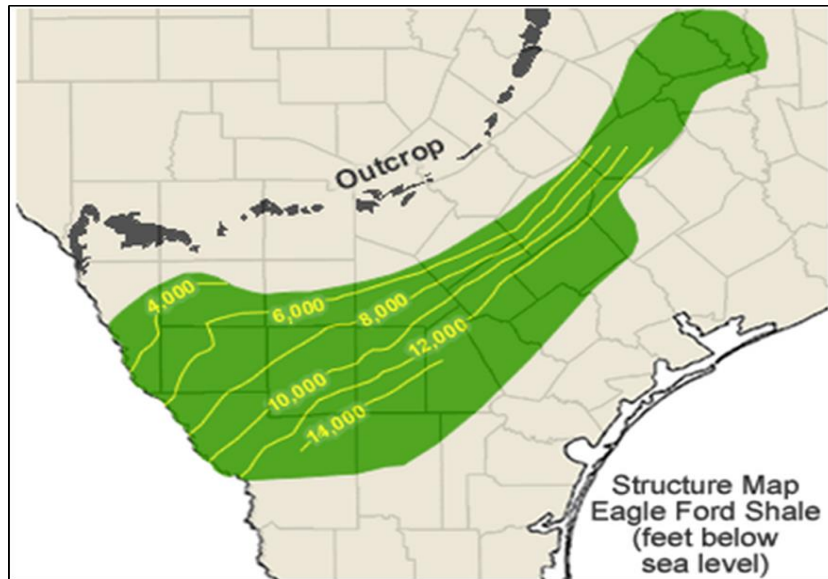 Outcrop
4,000
6,000
8,000
12,000
10,000
14,000
Structure Map
Eagle Ford Shale
(feet below
sea level)